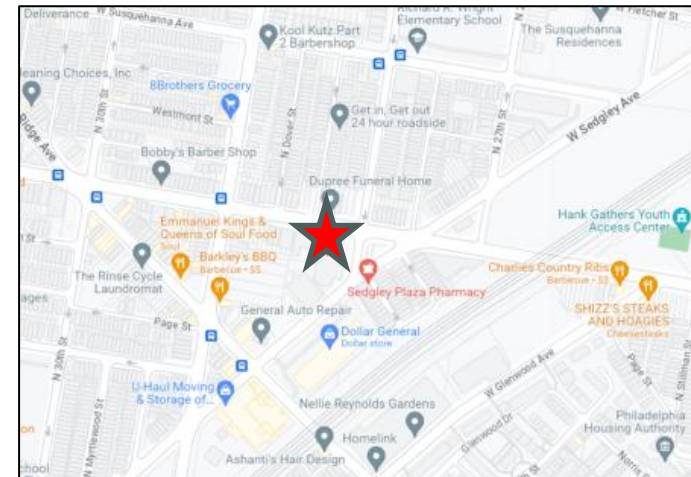 Deliverance
W Susquehanna Ave
Kool Kutz Part
2 Barbershop
Elementary School
The Susquehanna
Residences
W Fletcher St
eaning Choices, Inc
N 30th St
8Brothers Grocery
Westmont St
N Dover St
Get in, Get out
24 hour roadside
N 27th St
W Sedgley Ave
Ridge Ave
Bobby's Barber Shop
Dupree Funeral Home
Emmanuel Kings &
Queens of Soul Food
Soul
Hank Gathers Youth
Access Center
Barkley's BBQ
Barbecue • $$
The Rinse Cycle
Laundromat
Sedgley Plaza Pharmacy
Charlies Country Ribs
Barbecue • $$
SHIZZ'S STEAKS
AND HOAGIES
Cheesesteaks
ages
Page St
General Auto Repair
Dollar General
Dollar store
N 30th St
N Stillman St
Page St
W Glenwood Ave
U-Haul Moving
& Storage of...
Nellie Reynolds Gardens
Glenwood Dr
Philadelphia
Housing Authority
N Myrtlewood St
Homelink
Ashanti's Hair Design
Norris